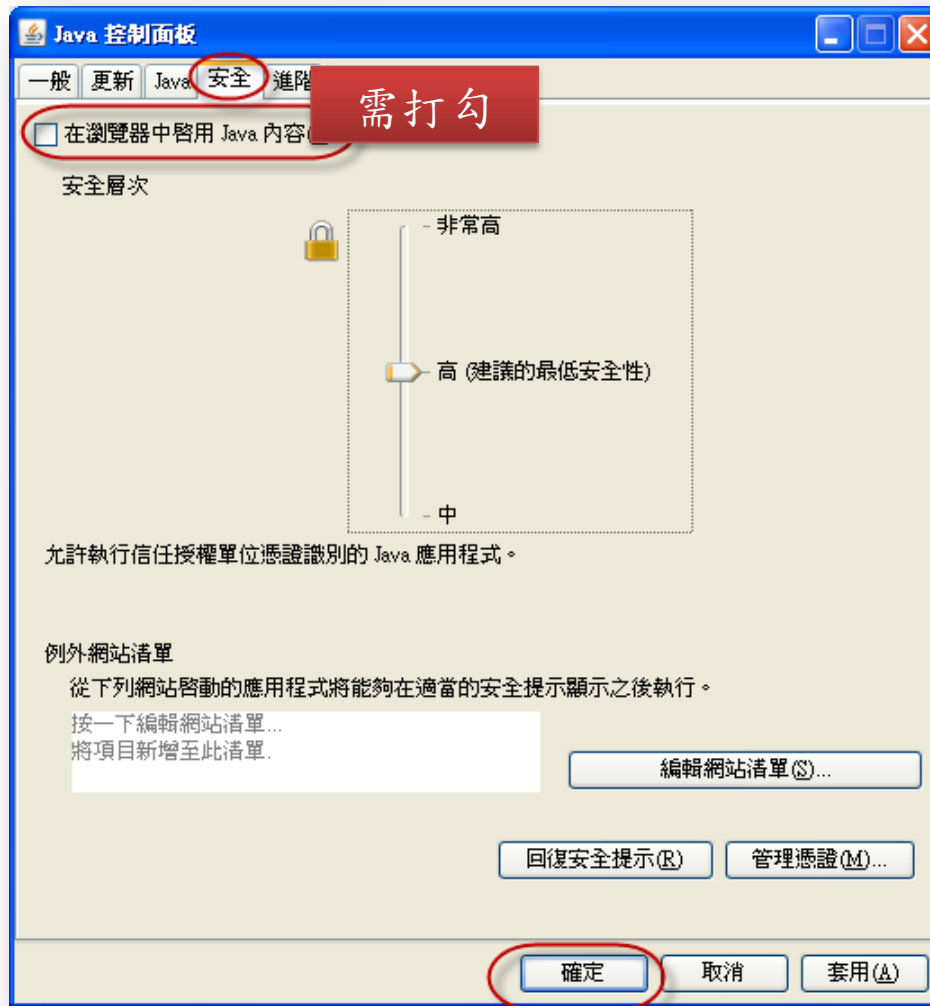 Java 控制面板
一般 更新 Java 安全 進階
需打勾
在瀏覽器中啓用 Java 內容(
安全層次
- 非常高
- 高 (建議的最低安全性)
- 中
允許執行信任授權單位憑證識別的 Java 應用程式。
例外網站清單
從下列網站啓動的應用程式將能夠在適當的安全提示顯示之後執行。
按一下編輯網站清單...
將項目新增至此清單.
編輯網站清單(S)...
回復安全提示(R) 管理憑證(M)...
確定 取消 套用(A)